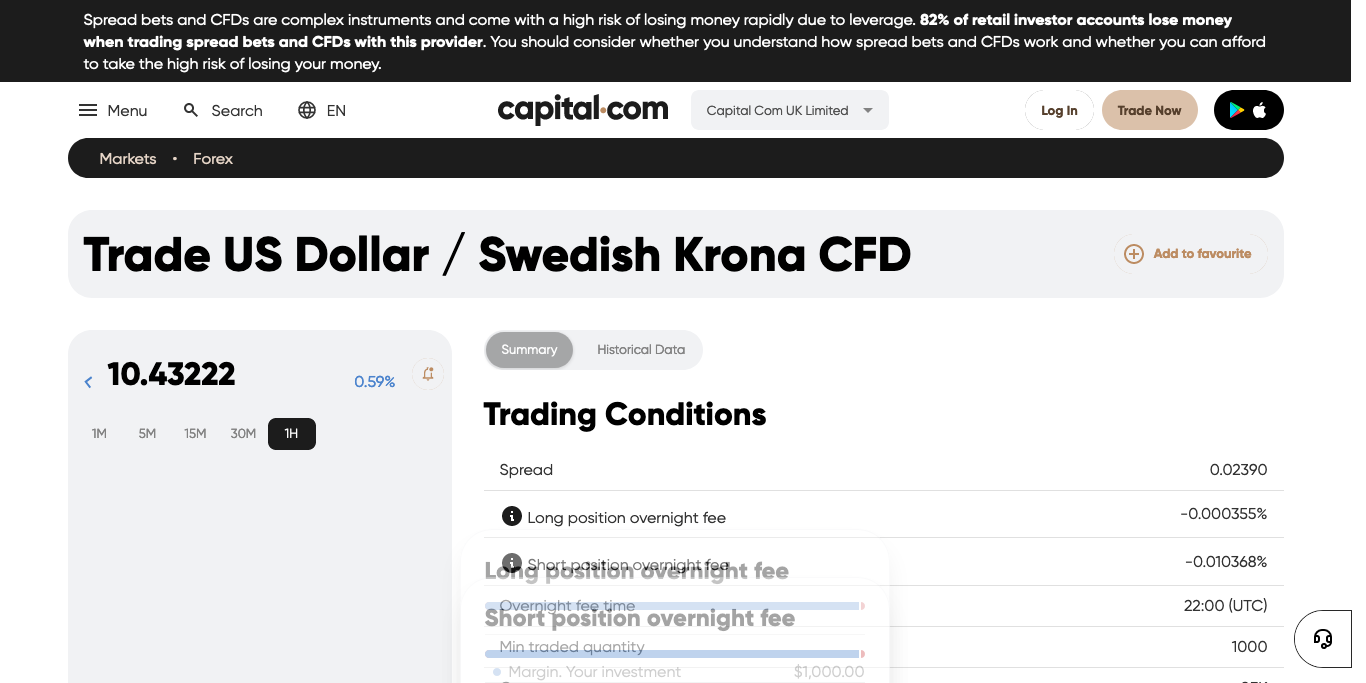 Spread bets and CFDs are complex instruments and come with a high risk of losing money rapidly due to leverage. 82% of retail investor accounts lose money
when trading spread bets and CFDs with this provider. You should consider whether you understand how spread bets and CFDs work and whether you can afford
to take the high risk of losing your money.
Menu Search EN capital.com Capital Com UK Limited Log In Trade Now
Markets • Forex
Trade US Dollar / Swedish Krona CFD Add to favourite
10.43222 0.59%
1M 5M 15M 30M 1H
Summary Historical Data
Trading Conditions
Spread 0.02390
Long position overnight fee -0.000355%
Short position overnight fee -0.010368%
Long position overnight fee
Overnight fee time 22:00 (UTC)
Short position overnight fee
Min traded quantity 1000
Margin. Your investment $1,000.00